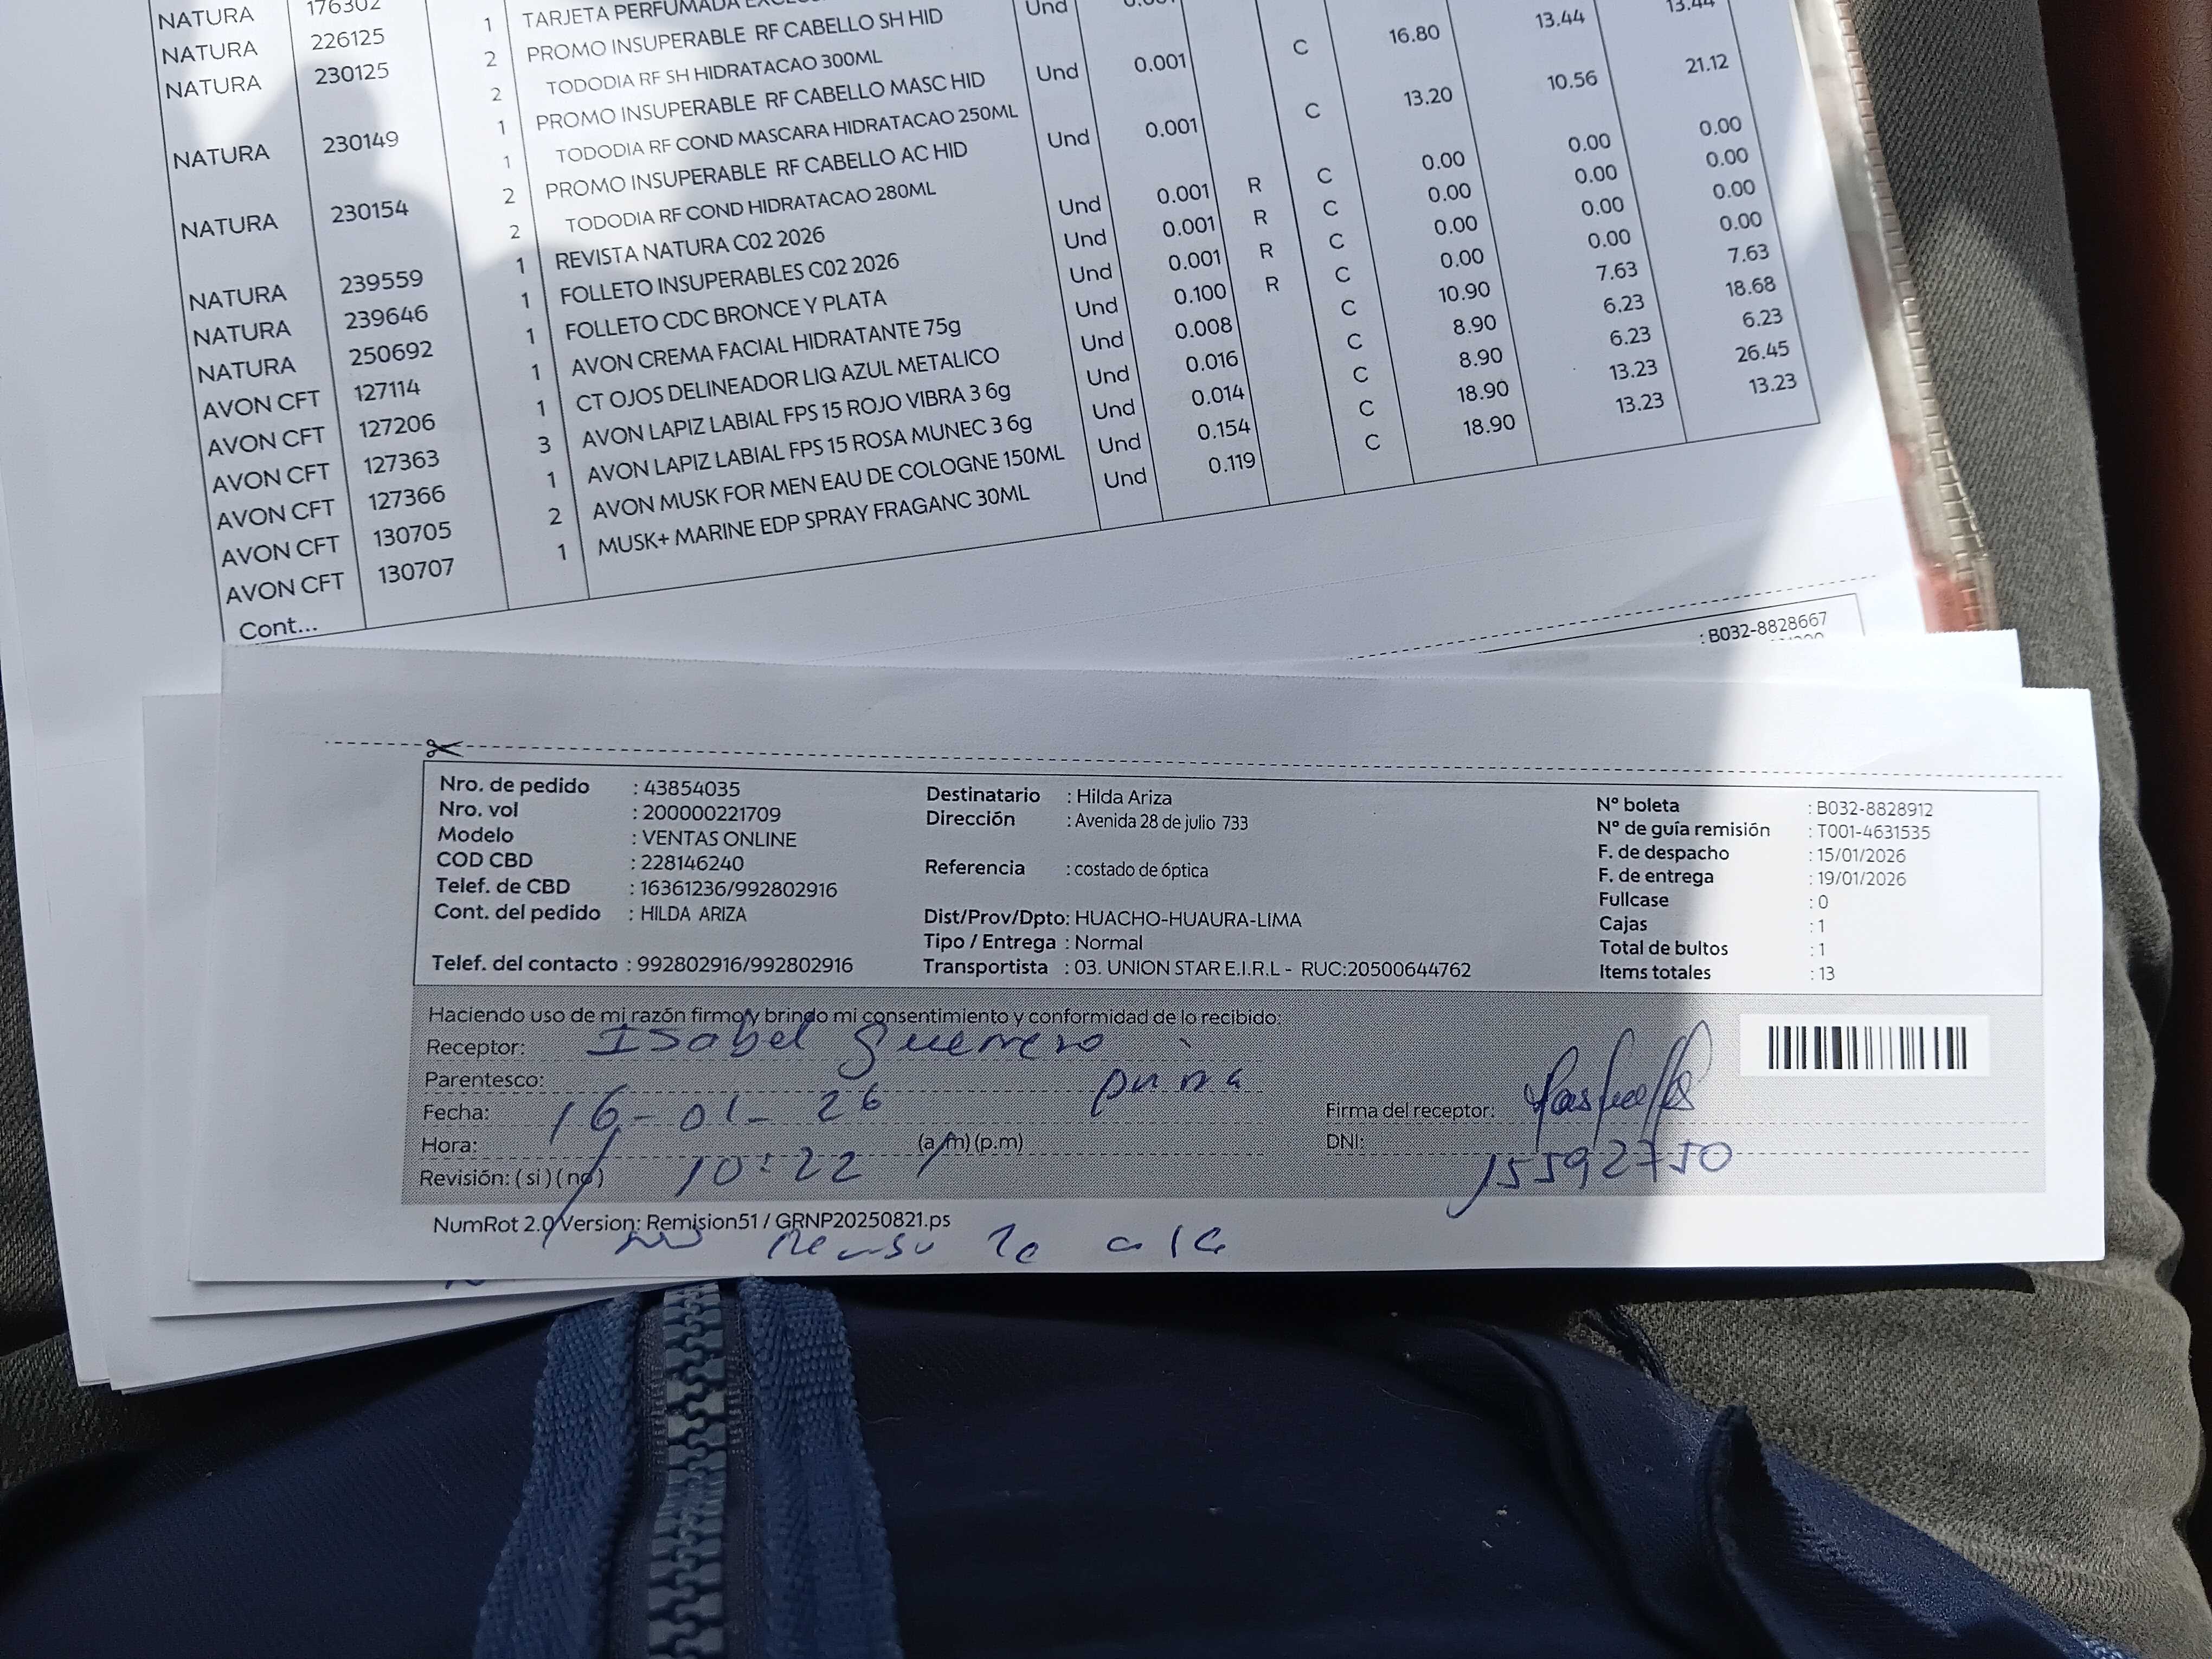 NATURA 176302 1 TARJETA PERFUMADA Und
NATURA 226125 2 PROMO INSUPERABLE RF CABELLO SH HID C 16.80 13.44 13.44
NATURA 230125 2 TODODIA RF SH HIDRATACAO 300ML Und 0.001
1 PROMO INSUPERABLE RF CABELLO MASC HID C 13.20 10.56 21.12
NATURA 230149 1 TODODIA RF COND MASCARA HIDRATACAO 250ML Und 0.001
2 PROMO INSUPERABLE RF CABELLO AC HID
NATURA 230154 2 TODODIA RF COND HIDRATACAO 280ML
1 REVISTA NATURA C02 2026 Und 0.001 R C 0.00 0.00 0.00
NATURA 239559 1 FOLLETO INSUPERABLES C02 2026 Und 0.001 R C 0.00 0.00 0.00
NATURA 239646 1 FOLLETO CDC BRONCE Y PLATA Und 0.001 R C 0.00 0.00 0.00
NATURA 250692 1 AVON CREMA FACIAL HIDRATANTE 75g Und 0.100 R C 0.00 0.00 0.00
AVON CFT 127114 1 CT OJOS DELINEADOR LIQ AZUL METALICO Und 0.008 C 10.90 7.63 7.63
AVON CFT 127206 3 AVON LAPIZ LABIAL FPS 15 ROJO VIBRA 3 6g Und 0.016 C 8.90 6.23 18.68
AVON CFT 127363 1 AVON LAPIZ LABIAL FPS 15 ROSA MUNEC 3 6g Und 0.014 C 8.90 6.23 6.23
AVON CFT 127366 2 AVON MUSK FOR MEN EAU DE COLOGNE 150ML Und 0.154 C 18.90 13.23 26.45
AVON CFT 130705 1 MUSK+ MARINE EDP SPRAY FRAGANC 30ML Und 0.119 C 18.90 13.23 13.23
AVON CFT 130707
Cont...
: B032-8828667
Nro. de pedido : 43854035
Nro. vol : 200000221709
Modelo : VENTAS ONLINE
COD CBD : 228146240
Telef. de CBD : 16361236/992802916
Cont. del pedido : HILDA ARIZA
Telef. del contacto : 992802916/992802916
Destinatario : Hilda Ariza
Dirección : Avenida 28 de julio 733
Referencia : costado de óptica
Dist/Prov/Dpto: HUACHO-HUAURA-LIMA
Tipo / Entrega : Normal
Transportista : 03. UNION STAR E.I.R.L - RUC:20500644762
N° boleta : B032-8828912
N° de guía remisión : T001-4631535
F. de despacho : 15/01/2026
F. de entrega : 19/01/2026
Fullcase : 0
Cajas : 1
Total de bultos : 1
Items totales : 13
Haciendo uso de mi razón firmo y brindo mi consentimiento y conformidad de lo recibido:
Receptor: Isabel Guerrero
Parentesco: prima
Fecha: 16-01-26
Hora: 10:22 (a.m) (p.m)
Revisión: (si) (no)
Firma del receptor:
DNI: 15592750
NumRot 2.0 Version: Remision51 / GRNP20250821.ps